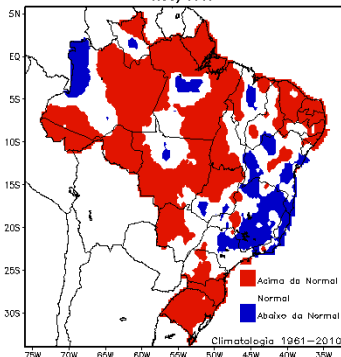 5N
EQ
5S
10S
15S
20S
25S
30S
75W 70W 65W 60W 55W 50W 45W 40W 35W
Acima da Normal
Normal
Abaixo da Normal
Climatologia 1961-2010